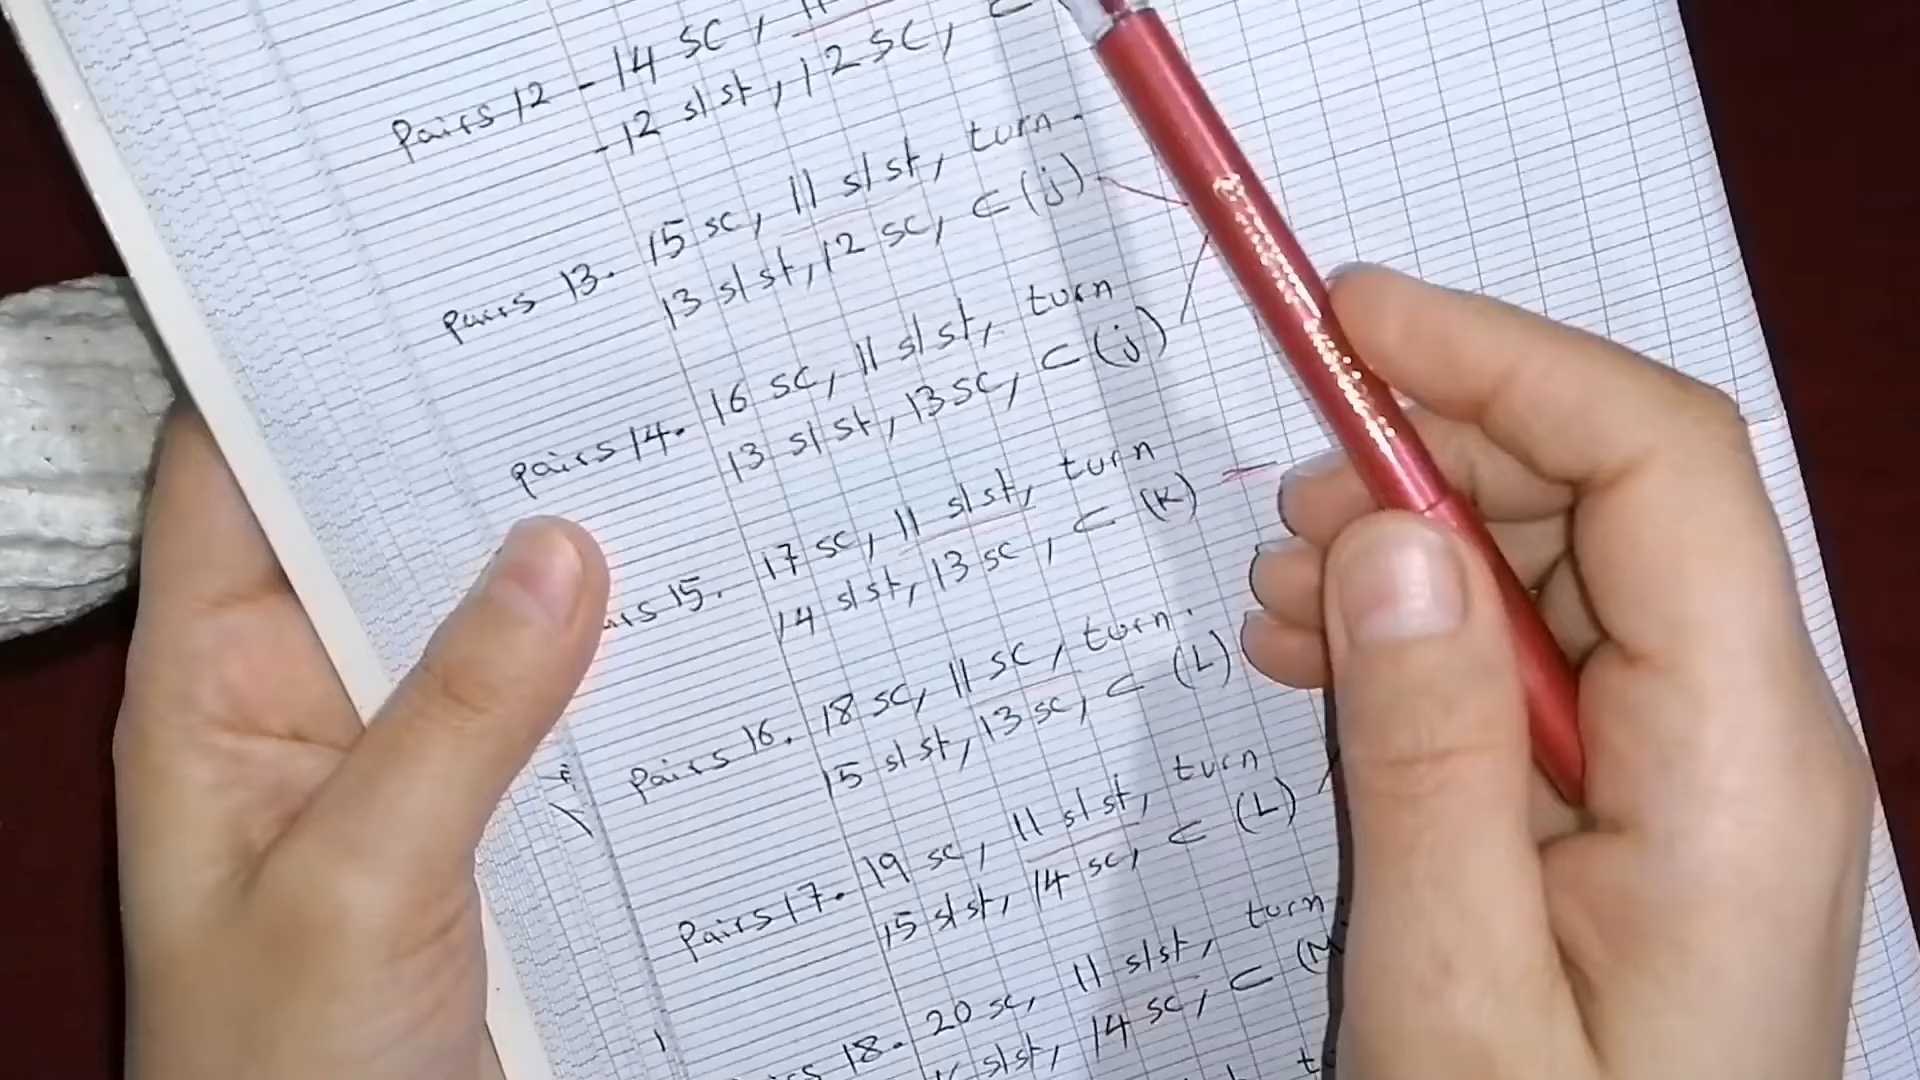 Pairs 12 - 14 sc, 11
- 12 sl st, 12 sc, c
pairs 13. 15 sc, 11 sl st, turn.
13 sl st, 12 sc, c (j)
pairs 14. 16 sc, 11 sl st, turn
13 sl st, 13 sc, c (j)
15. 17 sc, 11 sl st, turn
14 sl st, 13 sc, c (K)
pairs 16. 18 sc, 11 sc, turn.
15 sl st, 13 sc, c (L)
Pairs 17. 19 sc, 11 sl st, turn
15 sl st, 14 sc, c (L)
18. 20 sc, 11 sl st, turn.
sl st, 14 sc, c (M